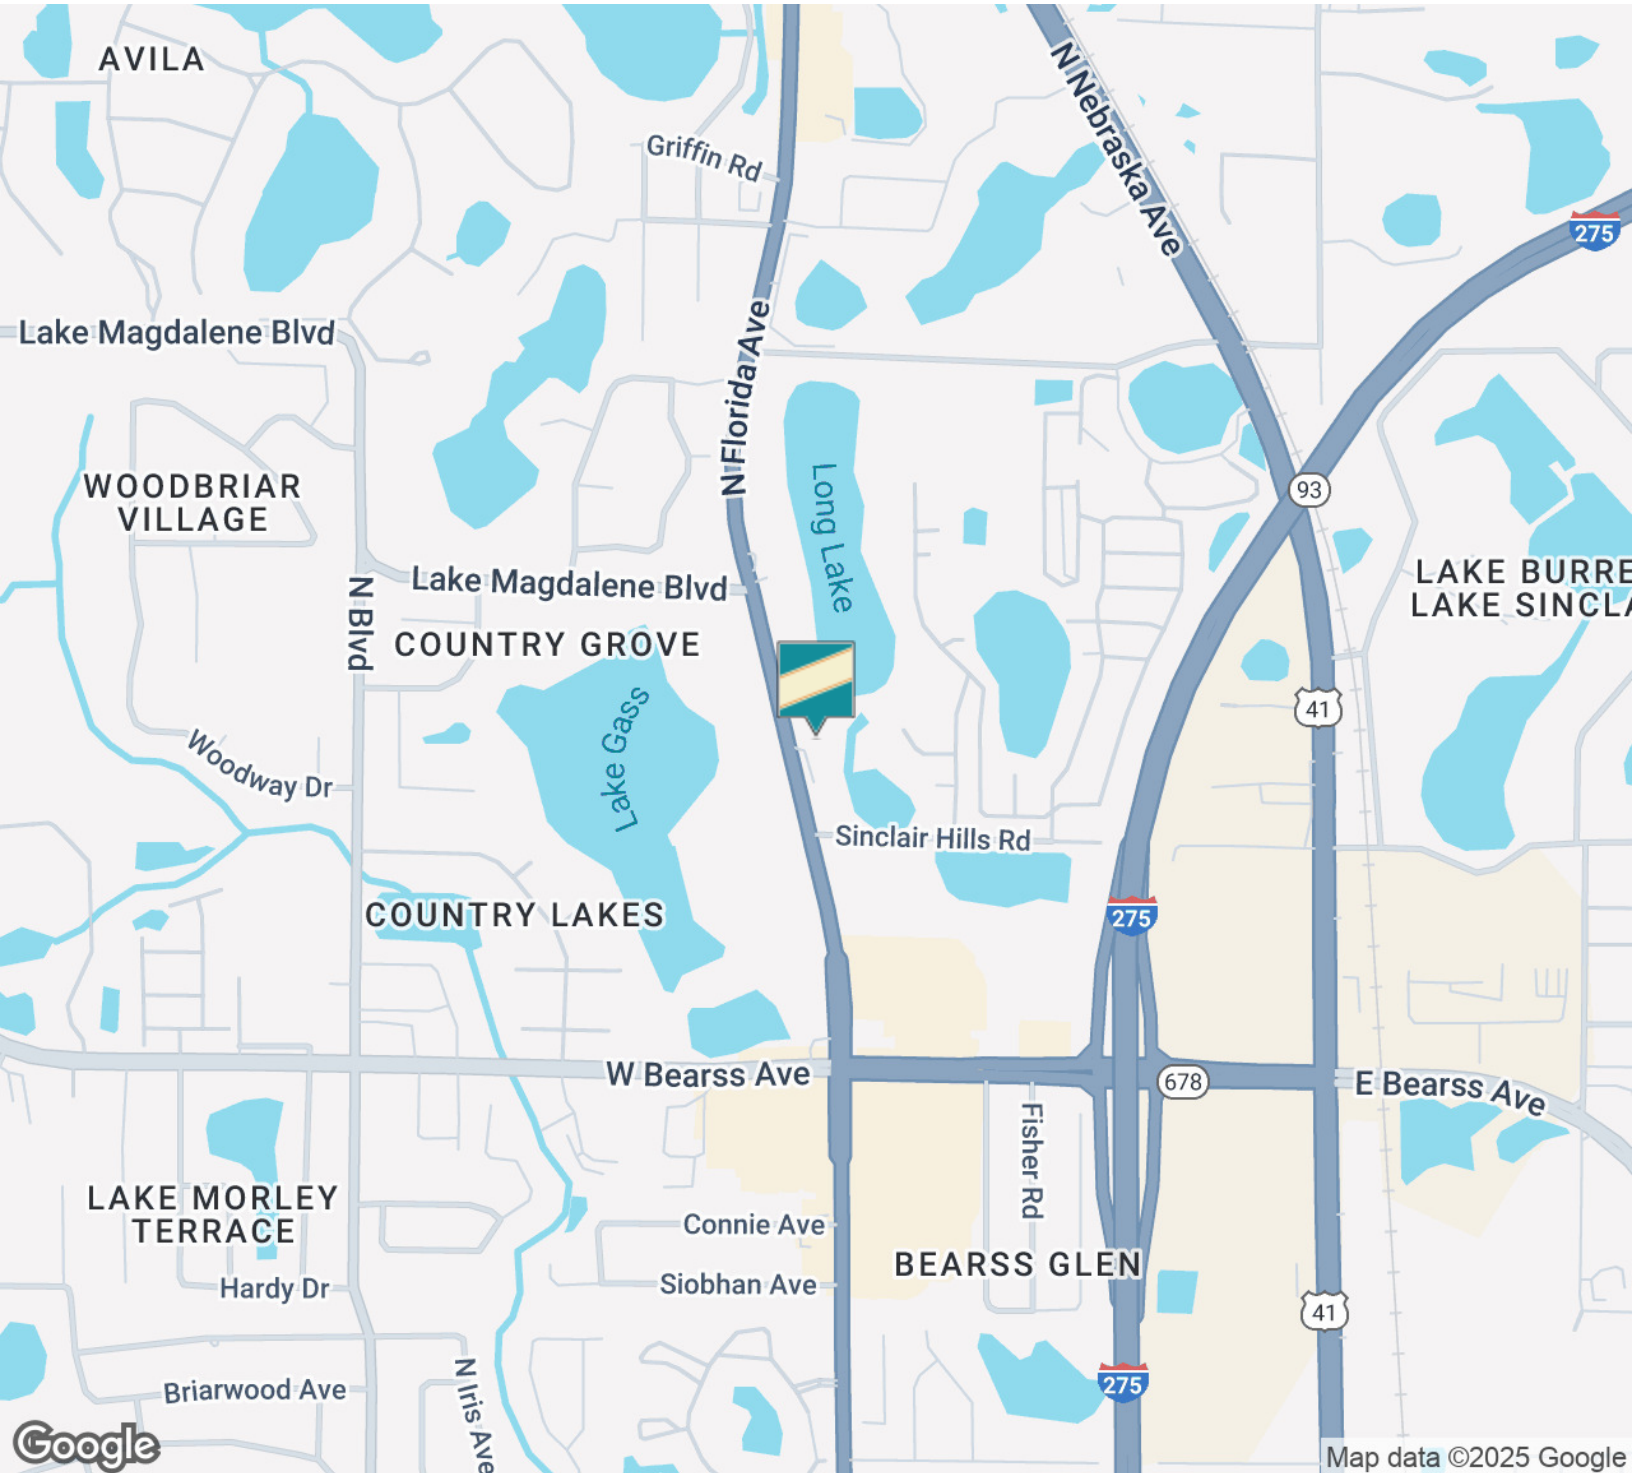 AVILA
N Nebraska Ave
Griffin Rd
275
Lake Magdalene Blvd
N Florida Ave
WOODBRIAR
VILLAGE
Long Lake
93
Lake Magdalene Blvd
N Blvd
COUNTRY GROVE
LAKE BURRE
LAKE SINCLA
Lake Gass
41
Woodway Dr
Sinclair Hills Rd
COUNTRY LAKES
275
W Bearss Ave
678
E Bearss Ave
Fisher Rd
LAKE MORLEY
TERRACE
Connie Ave
BEARSS GLEN
Hardy Dr
Siobhan Ave
41
Briarwood Ave
N Iris Ave
275
Google
Map data ©2025 Google